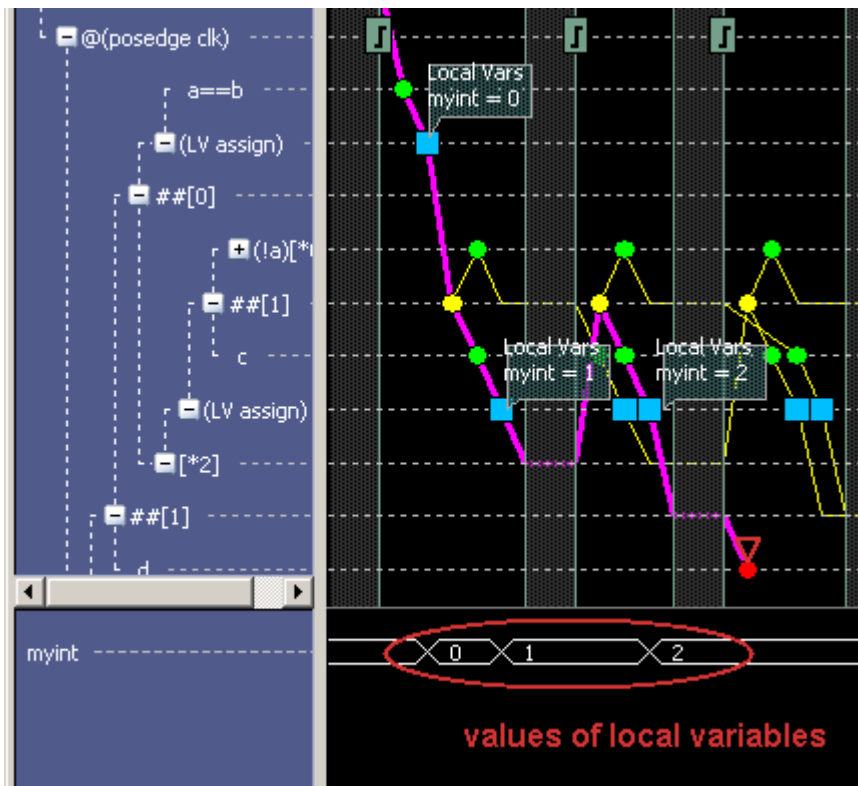 @(posedge clk)
a==b
Local Vars
myint = 0
(LV assign)
##[0]
(!a)[*
##[1]
c
Local Vars
myint = 1
Local Vars
myint = 2
(LV assign)
[*2]
##[1]
d
myint
0
1
2
values of local variables